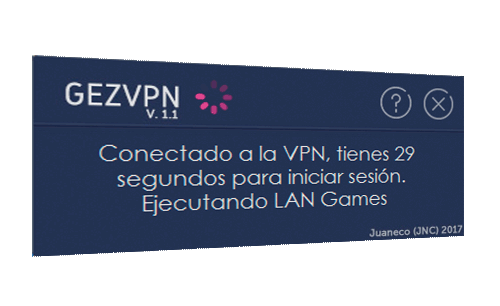 GEZVPN
V. 1.1
?
Conectado a la VPN, tienes 29
segundos para iniciar sesión.
Ejecutando LAN Games
Juaneco (JNC) 2017